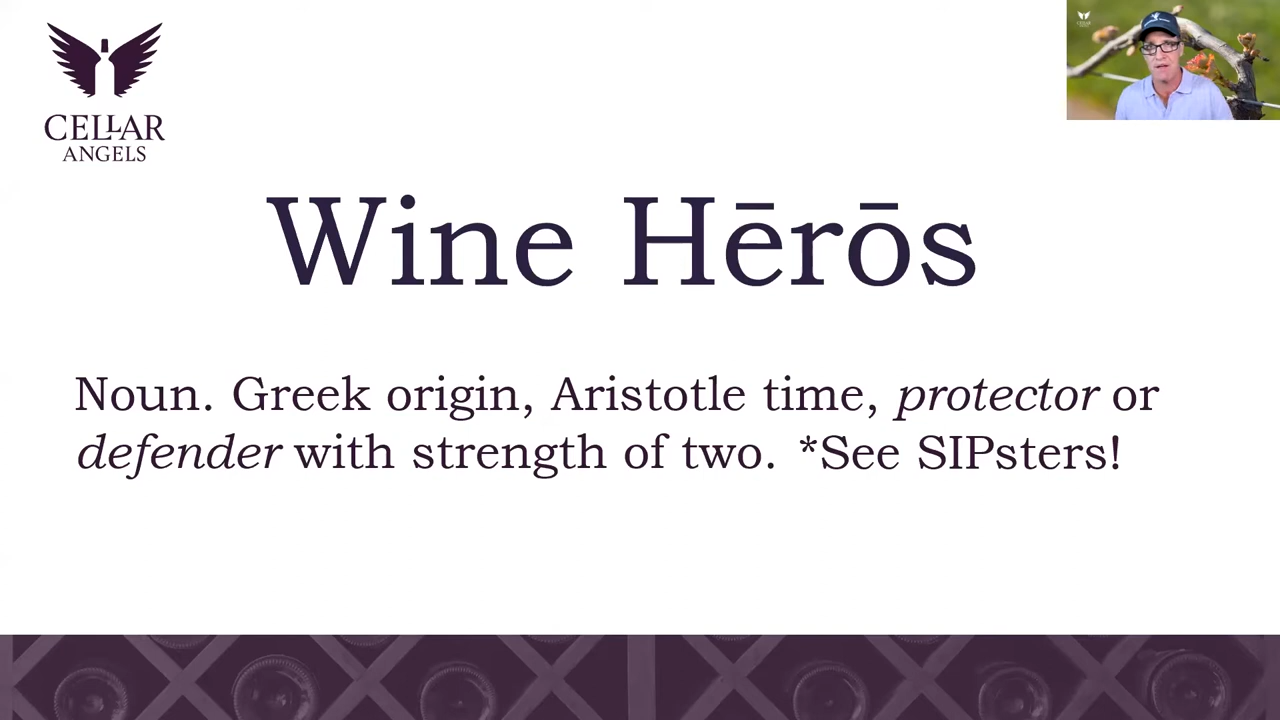 CELLAR
ANGELS
Wine Hērōs
Noun. Greek origin, Aristotle time, protector or
defender with strength of two. *See SIPsters!